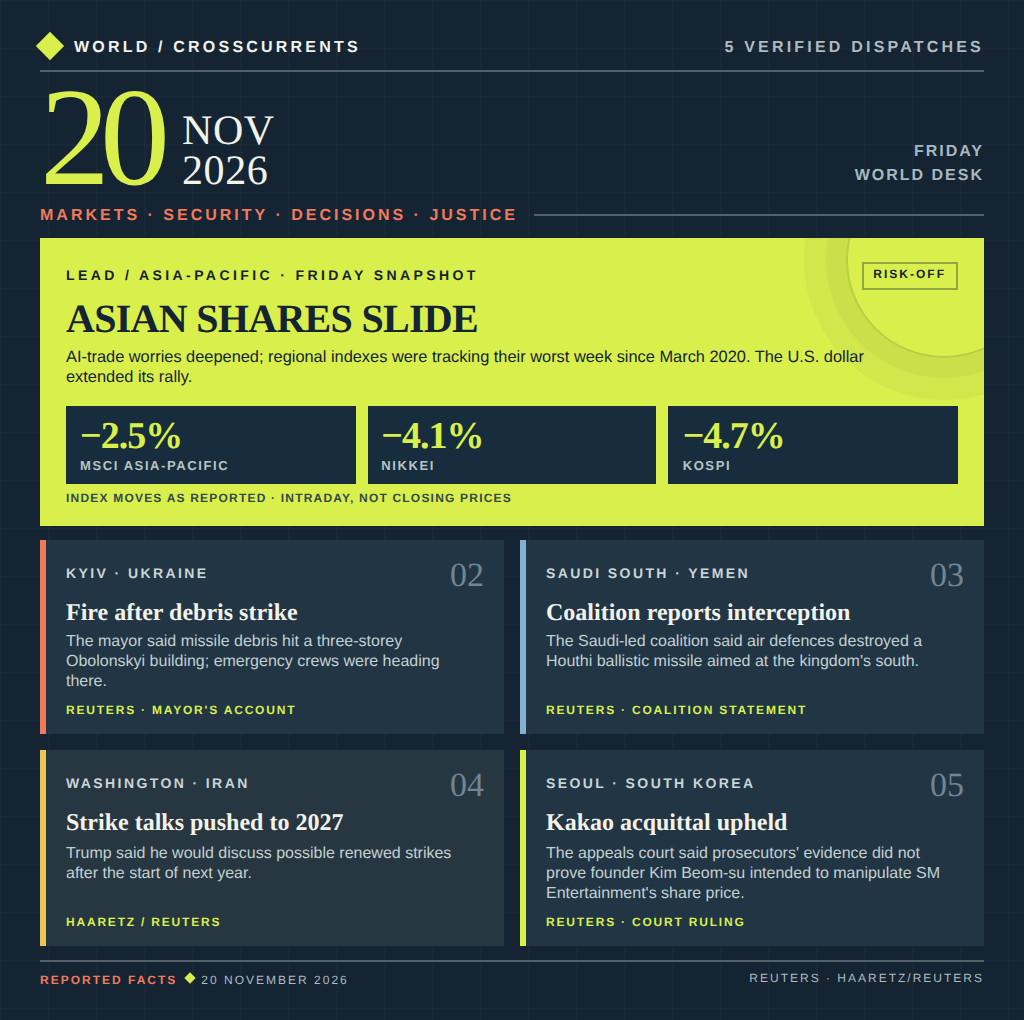 WORLD / CROSSCURRENTS
5 VERIFIED DISPATCHES
20
NOV
2026
FRIDAY
WORLD DESK
MARKETS · SECURITY · DECISIONS · JUSTICE
LEAD / ASIA-PACIFIC · FRIDAY SNAPSHOT
RISK-OFF
ASIAN SHARES SLIDE
AI-trade worries deepened; regional indexes were tracking their worst week since March 2020. The U.S. dollar
extended its rally.
−2.5%
MSCI ASIA-PACIFIC
−4.1%
NIKKEI
−4.7%
KOSPI
INDEX MOVES AS REPORTED · INTRADAY, NOT CLOSING PRICES
KYIV · UKRAINE
02
Fire after debris strike
The mayor said missile debris hit a three-storey
Obolonskyi building; emergency crews were heading
there.
REUTERS · MAYOR'S ACCOUNT
SAUDI SOUTH · YEMEN
03
Coalition reports interception
The Saudi-led coalition said air defences destroyed a
Houthi ballistic missile aimed at the kingdom's south.
REUTERS · COALITION STATEMENT
WASHINGTON · IRAN
04
Strike talks pushed to 2027
Trump said he would discuss possible renewed strikes
after the start of next year.
HAARETZ / REUTERS
SEOUL · SOUTH KOREA
05
Kakao acquittal upheld
The appeals court said prosecutors' evidence did not
prove founder Kim Beom-su intended to manipulate SM
Entertainment's share price.
REUTERS · COURT RULING
REPORTED FACTS
20 NOVEMBER 2026
REUTERS · HAARETZ/REUTERS